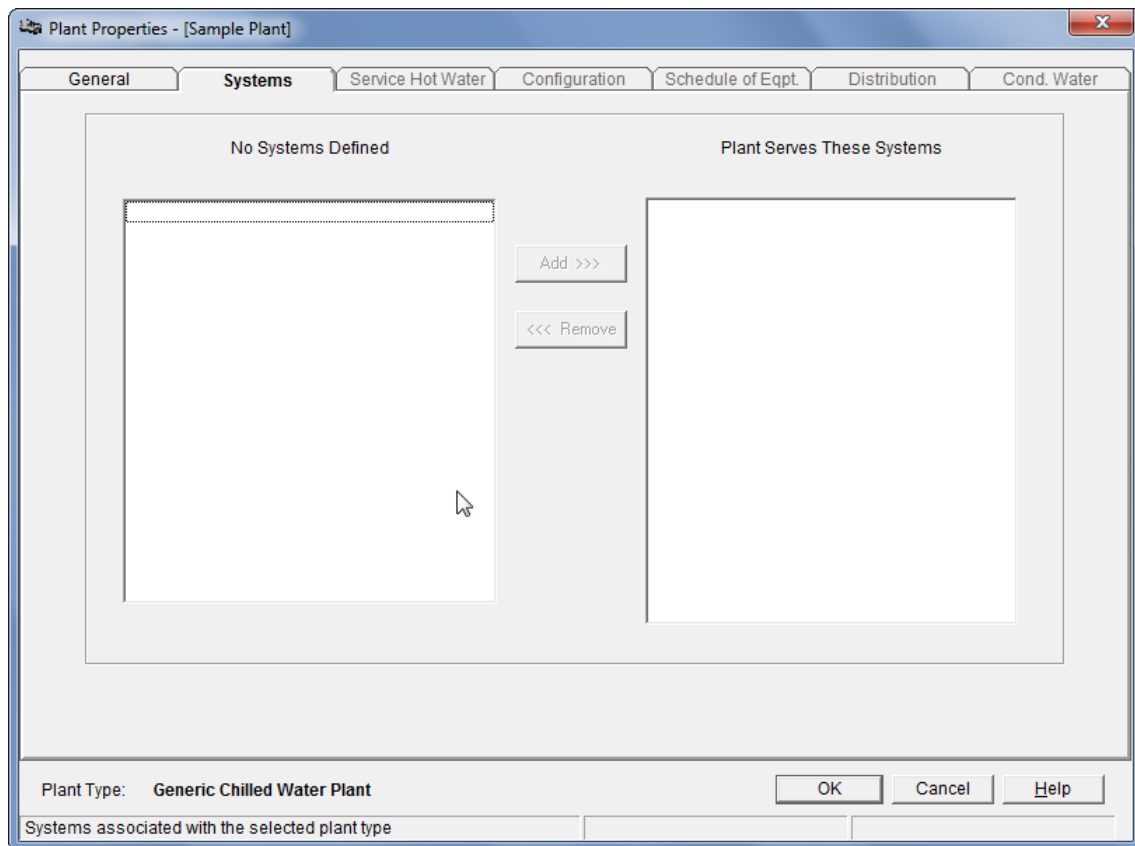 Plant Properties - [Sample Plant]
General Systems Service Hot Water Configuration Schedule of Eqpt. Distribution Cond. Water
No Systems Defined Plant Serves These Systems
Add >>>
<<< Remove
Plant Type: Generic Chilled Water Plant OK Cancel Help
Systems associated with the selected plant type